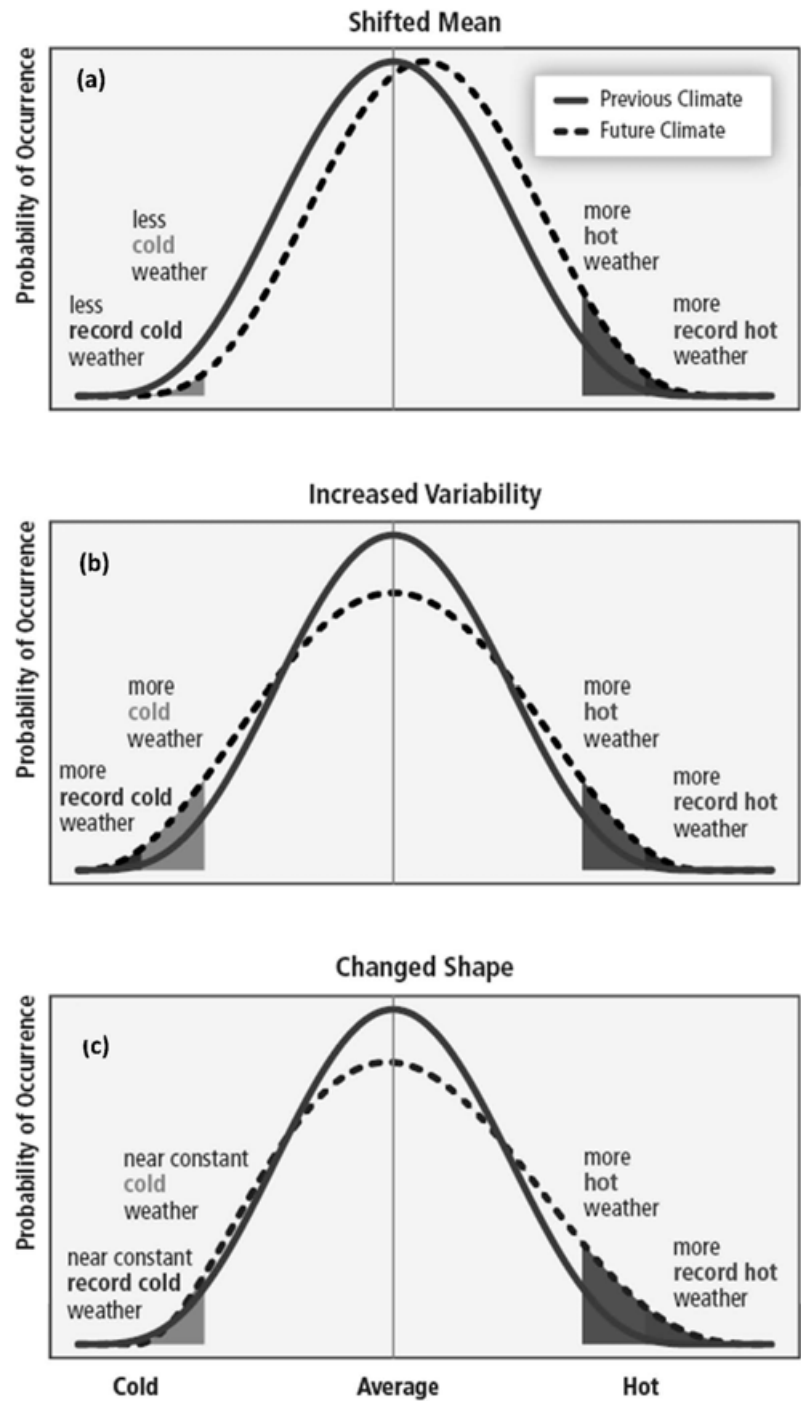 Shifted Mean
(a)
Previous Climate
Future Climate
Probability of Occurrence
less
cold
weather
less
record cold
weather
more
hot
weather
more
record hot
weather
Increased Variability
(b)
Probability of Occurrence
more
cold
weather
more
record cold
weather
more
hot
weather
more
record hot
weather
Changed Shape
(c)
Probability of Occurrence
near constant
cold
weather
near constant
record cold
weather
more
hot
weather
more
record hot
weather
Cold
Average
Hot